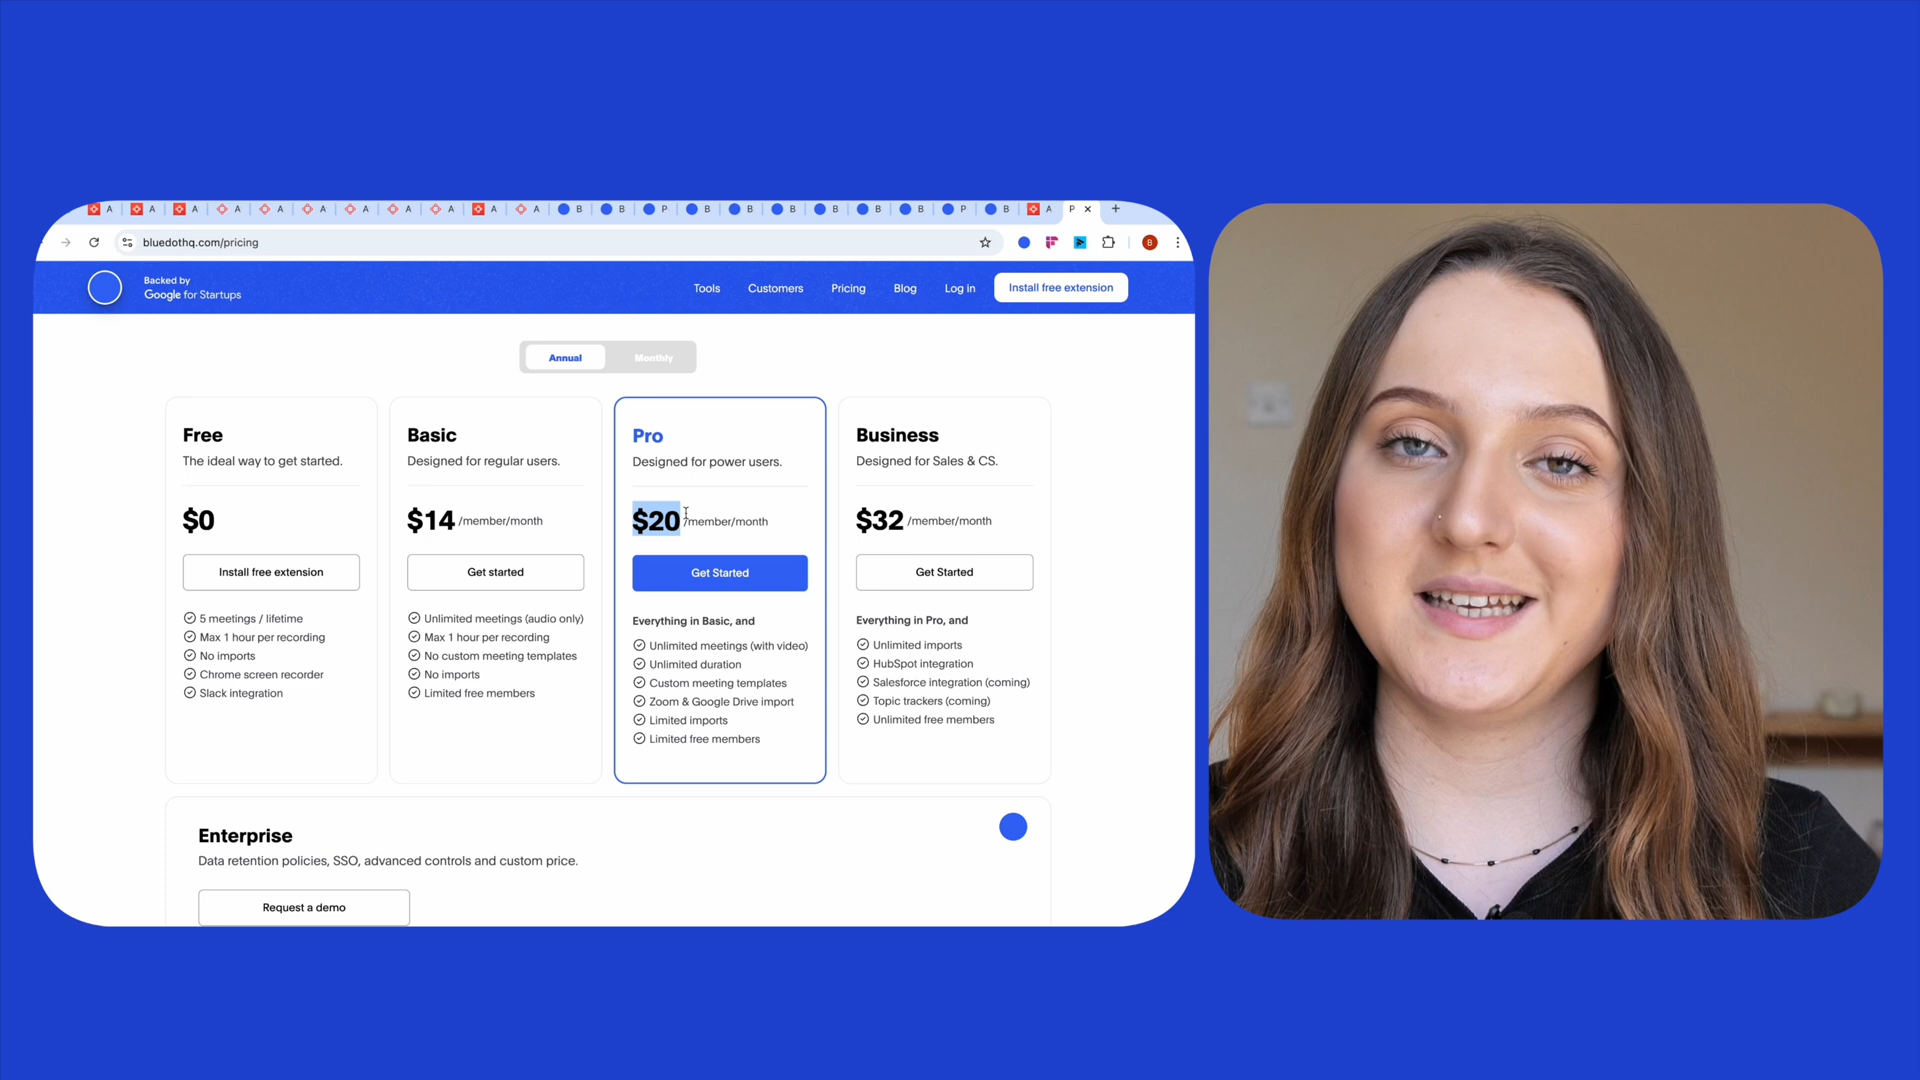 A A A A A A A A A A A B B P B B B B B B P B A P
bluedothq.com/pricing
B
Backed by
Google for Startups
Tools Customers Pricing Blog Log in Install free extension
Annual Monthly
Free
The ideal way to get started.
$0
Install free extension
5 meetings / lifetime
Max 1 hour per recording
No imports
Chrome screen recorder
Slack integration
Basic
Designed for regular users.
$14 /member/month
Get started
Unlimited meetings (audio only)
Max 1 hour per recording
No custom meeting templates
No imports
Limited free members
Pro
Designed for power users.
$20 /member/month
Get Started
Everything in Basic, and
Unlimited meetings (with video)
Unlimited duration
Custom meeting templates
Zoom & Google Drive import
Limited imports
Limited free members
Business
Designed for Sales & CS.
$32 /member/month
Get Started
Everything in Pro, and
Unlimited imports
HubSpot integration
Salesforce integration (coming)
Topic trackers (coming)
Unlimited free members
Enterprise
Data retention policies, SSO, advanced controls and custom price.
Request a demo